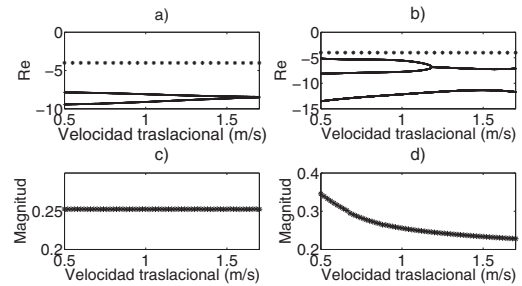 a)
0
−5
−10
Re
0.5
1
1.5
Velocidad traslacional (m/s)
b)
0
−5
−10
−15
Re
0.5
1
1.5
Velocidad traslacional (m/s)
c)
0.25
0.2
Magnitud
0.5
1
1.5
Velocidad traslacional (m/s)
d)
0.4
0.3
0.2
Magnitud
0.5
1
1.5
Velocidad traslacional (m/s)